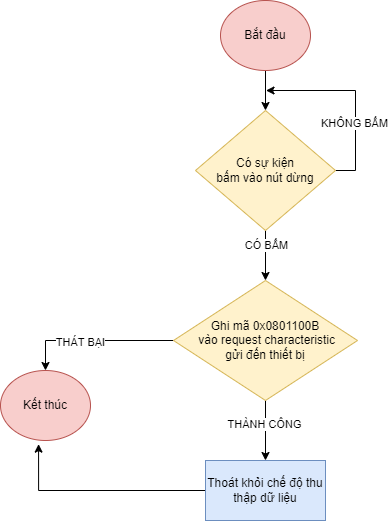 Bắt đầu
KHÔNG BẤM
Có sự kiện
bấm vào nút dừng
CÓ BẤM
Ghi mã 0x0801100B
vào request characteristic
gửi đến thiết bị
THẤT BẠI
Kết thúc
THÀNH CÔNG
Thoát khỏi chế độ thu
thập dữ liệu